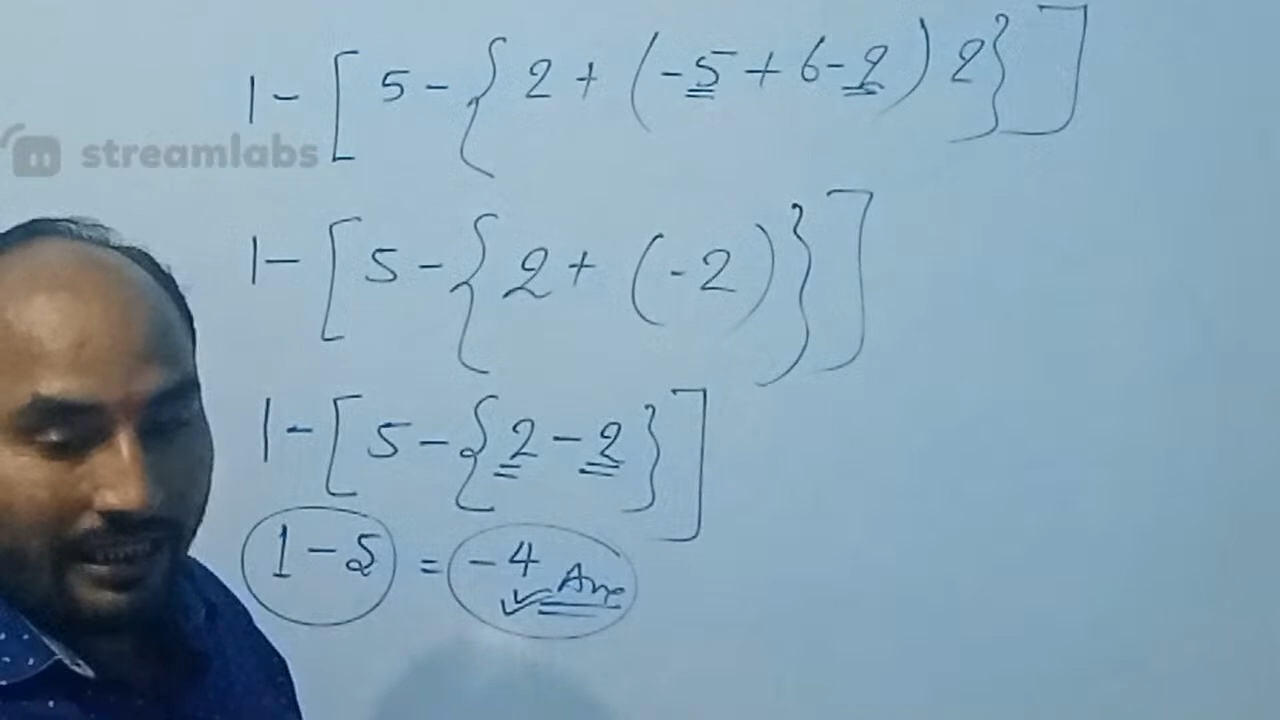 1 - [ 5 - { 2 + ( -5 + 6 - 2 ) 2 } ]
streamlabs
1 - [ 5 - { 2 + ( -2 ) } ]
1 - [ 5 - { 2 - 2 } ]
1 - 5 = -4 Ans